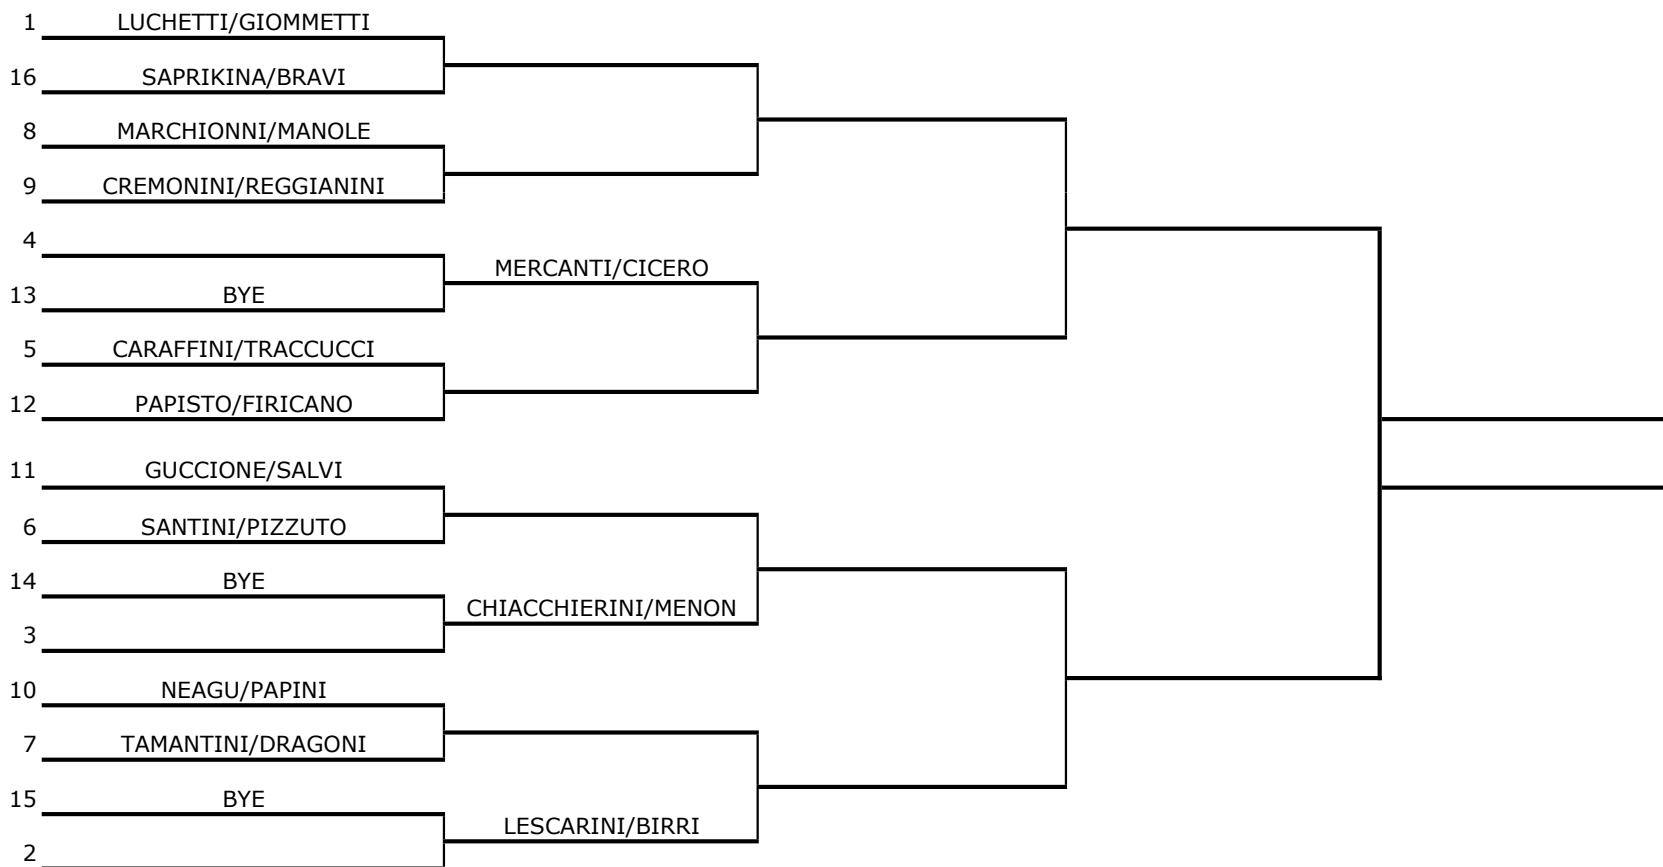 1 LUCHETTI/GIOMMETTI
16 SAPRIKINA/BRAVI
8 MARCHIONNI/MANOLE
9 CREMONINI/REGGIANINI
4
MERCANTI/CICERO
13 BYE
5 CARAFFINI/TRACCUCCI
12 PAPISTO/FIRICANO
11 GUCCIONE/SALVI
6 SANTINI/PIZZUTO
14 BYE
CHIACCHIERINI/MENON
3
10 NEAGU/PAPINI
7 TAMANTINI/DRAGONI
15 BYE
LESCARINI/BIRRI
2